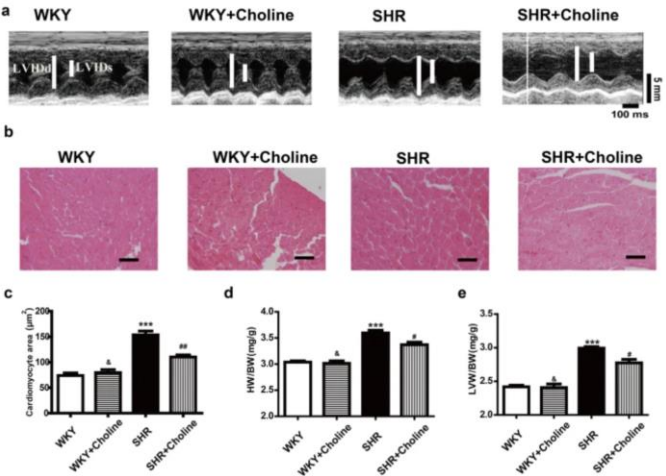 a
WKY WKY+Choline SHR SHR+Choline
LVIDd LVIDs
5 mm
100 ms
b
WKY WKY+Choline SHR SHR+Choline
c
Cardiomyocyte area (μm²)
200
150
100
50
0
& *** ##
WKY WKY+Choline SHR SHR+Choline
d
HW/BW(mg/g)
4.0
3.5
3.0
2.5
2.0
& *** #
WKY WKY+Choline SHR SHR+Choline
e
LVW/BW(mg/g)
3.5
3.0
2.5
2.0
& *** #
WKY WKY+Choline SHR SHR+Choline